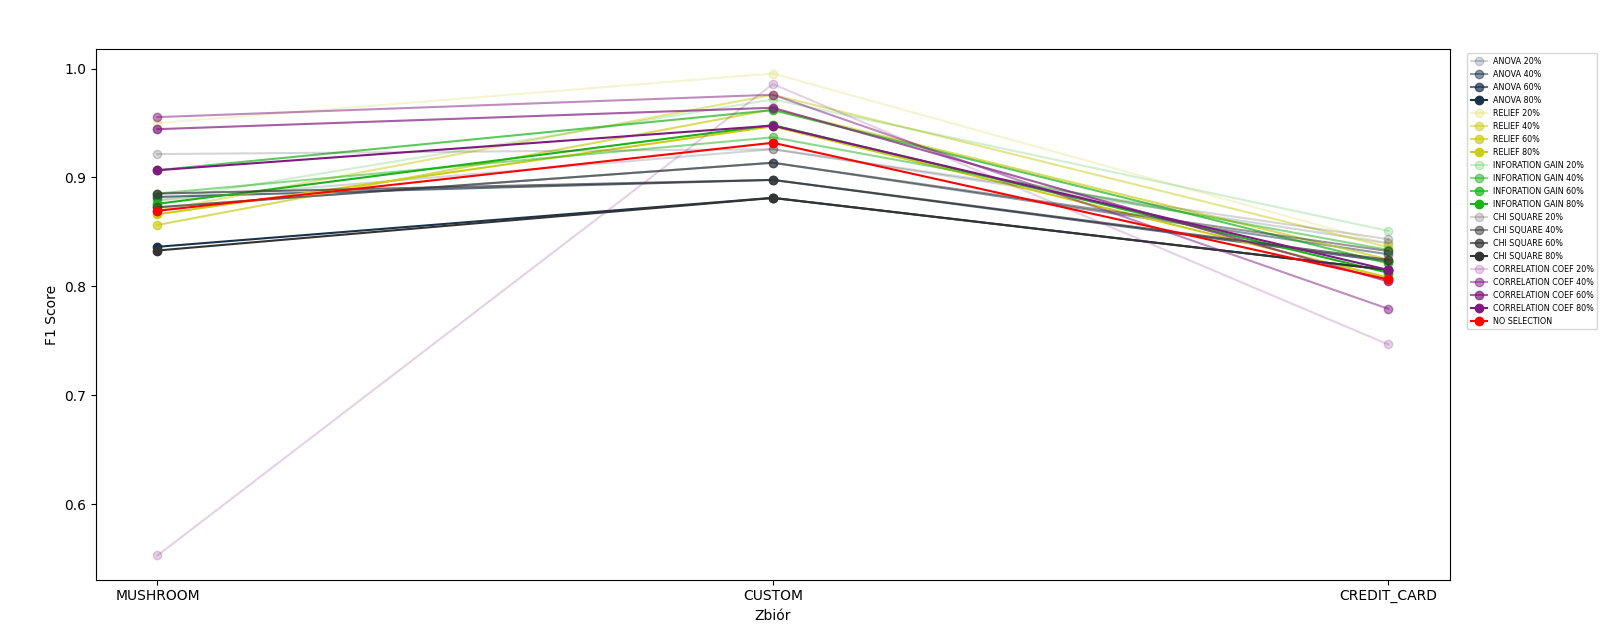 1.0
0.9
0.8
0.7
0.6
F1 Score
MUSHROOM
CUSTOM
CREDIT_CARD
Zbiór
ANOVA 20%
ANOVA 40%
ANOVA 60%
ANOVA 80%
RELIEF 20%
RELIEF 40%
RELIEF 60%
RELIEF 80%
INFORATION GAIN 20%
INFORATION GAIN 40%
INFORATION GAIN 60%
INFORATION GAIN 80%
CHI SQUARE 20%
CHI SQUARE 40%
CHI SQUARE 60%
CHI SQUARE 80%
CORRELATION COEF 20%
CORRELATION COEF 40%
CORRELATION COEF 60%
CORRELATION COEF 80%
NO SELECTION